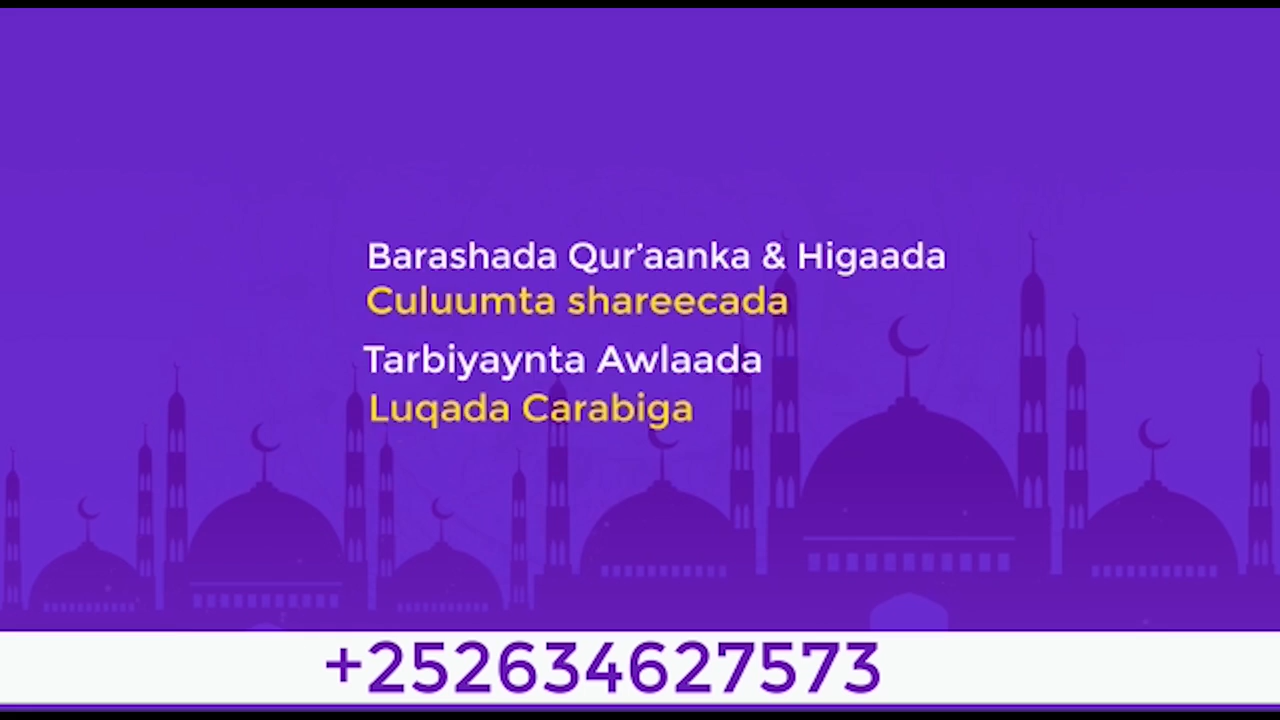 Barashada Qur'aanka & Higaada
Culuumta shareecada
Tarbiyaynta Awlaada
Luqada Carabiga
+252634627573